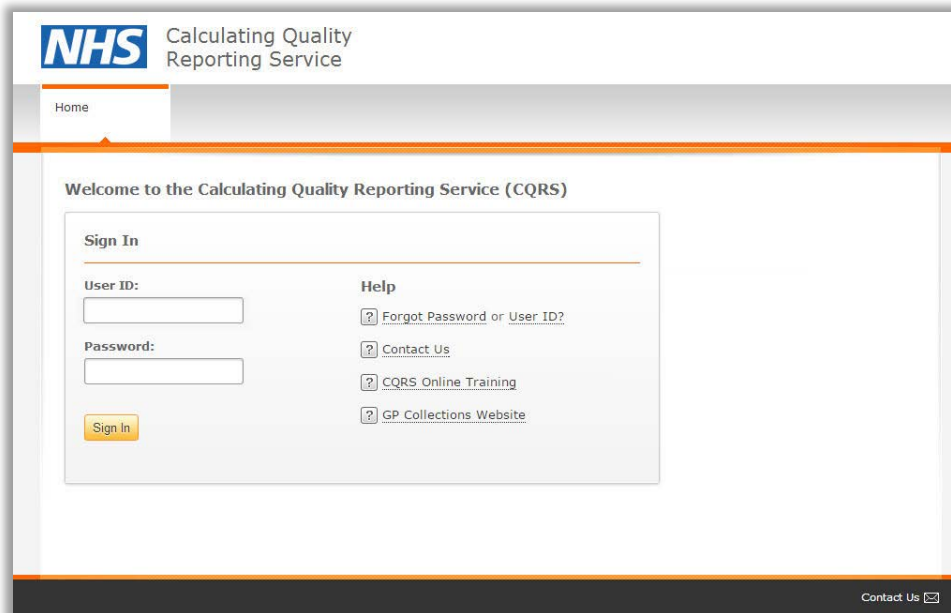 NHS
Calculating Quality
Reporting Service
Home
Welcome to the Calculating Quality Reporting Service (CQRS)
Sign In
User ID:
Password:
Sign In
Help
? Forgot Password or User ID?
? Contact Us
? CQRS Online Training
? GP Collections Website
Contact Us